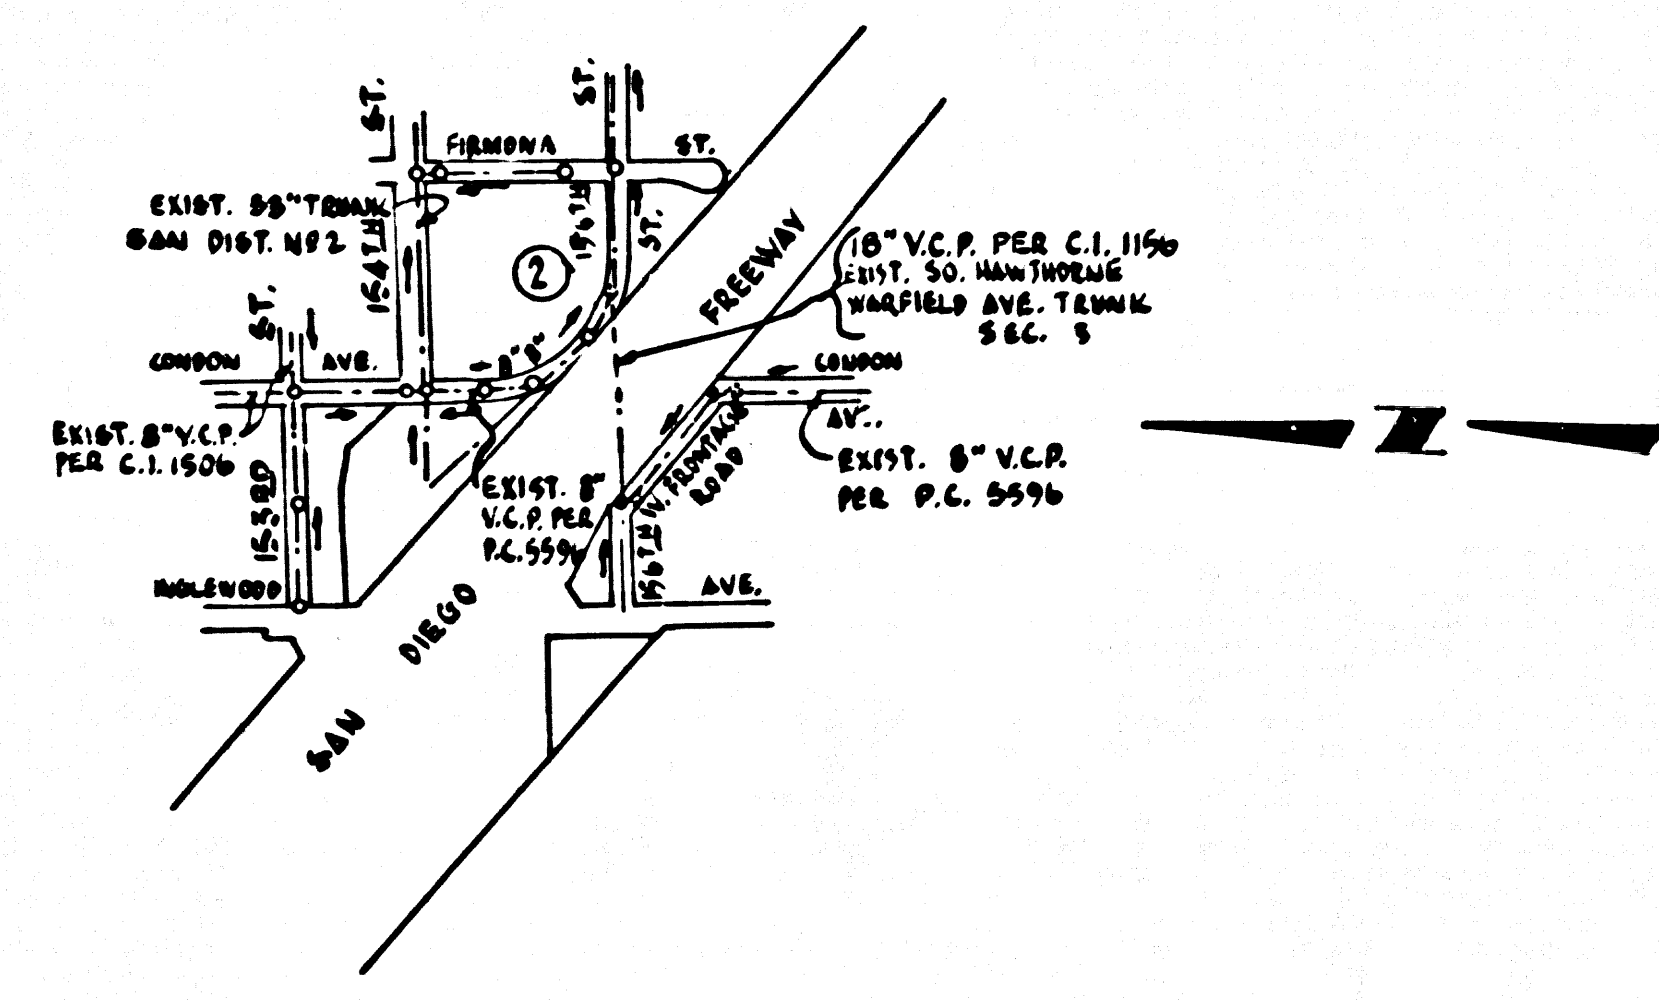 ST.
ST.
FIRMONA
ST.
EXIST. 33" TRUNK
SAN DIST. Nº 2
154TH
2
156TH
ST.
FREEWAY
18" V.C.P. PER C.I. 1156
EXIST. SO. HAWTHORNE
WARFIELD AVE. TRUNK
SEC. 3
ST.
CONDON
AVE.
8"
8"
CONDON
AV..
EXIST. 8" V.C.P.
PER C.I. 1506
EXIST. 8" V.C.P.
PER P.C. 5596
W. FRONTAGE
ROAD
EXIST. 8"
V.C.P. PER
P.C. 5596
153RD
156TH
INGLEWOOD
AVE.
SAN DIEGO
N